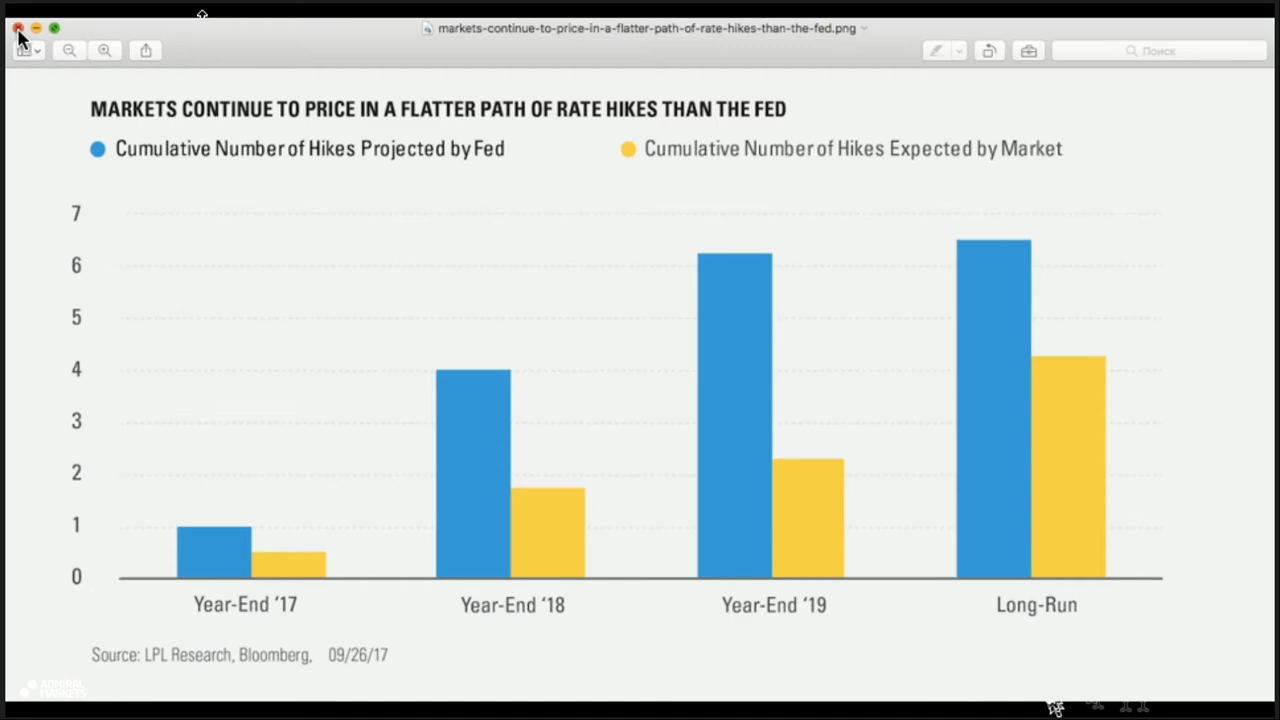 markets-continue-to-price-in-a-flatter-path-of-rate-hikes-than-the-fed.png
Поиск
MARKETS CONTINUE TO PRICE IN A FLATTER PATH OF RATE HIKES THAN THE FED
Cumulative Number of Hikes Projected by Fed
Cumulative Number of Hikes Expected by Market
7
6
5
4
3
2
1
0
Year-End ‘17
Year-End ‘18
Year-End ‘19
Long-Run
Source: LPL Research, Bloomberg, 09/26/17
ADMIRAL
MARKETS